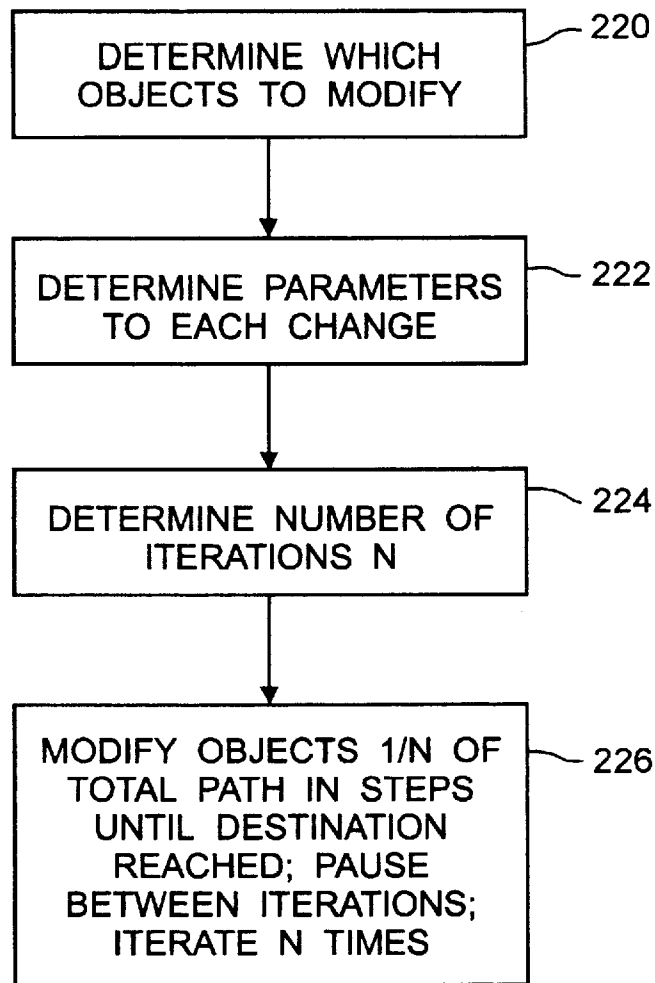 220
DETERMINE WHICH
OBJECTS TO MODIFY
222
DETERMINE PARAMETERS
TO EACH CHANGE
224
DETERMINE NUMBER OF
ITERATIONS N
226
MODIFY OBJECTS 1/N OF
TOTAL PATH IN STEPS
UNTIL DESTINATION
REACHED; PAUSE
BETWEEN ITERATIONS;
ITERATE N TIMES